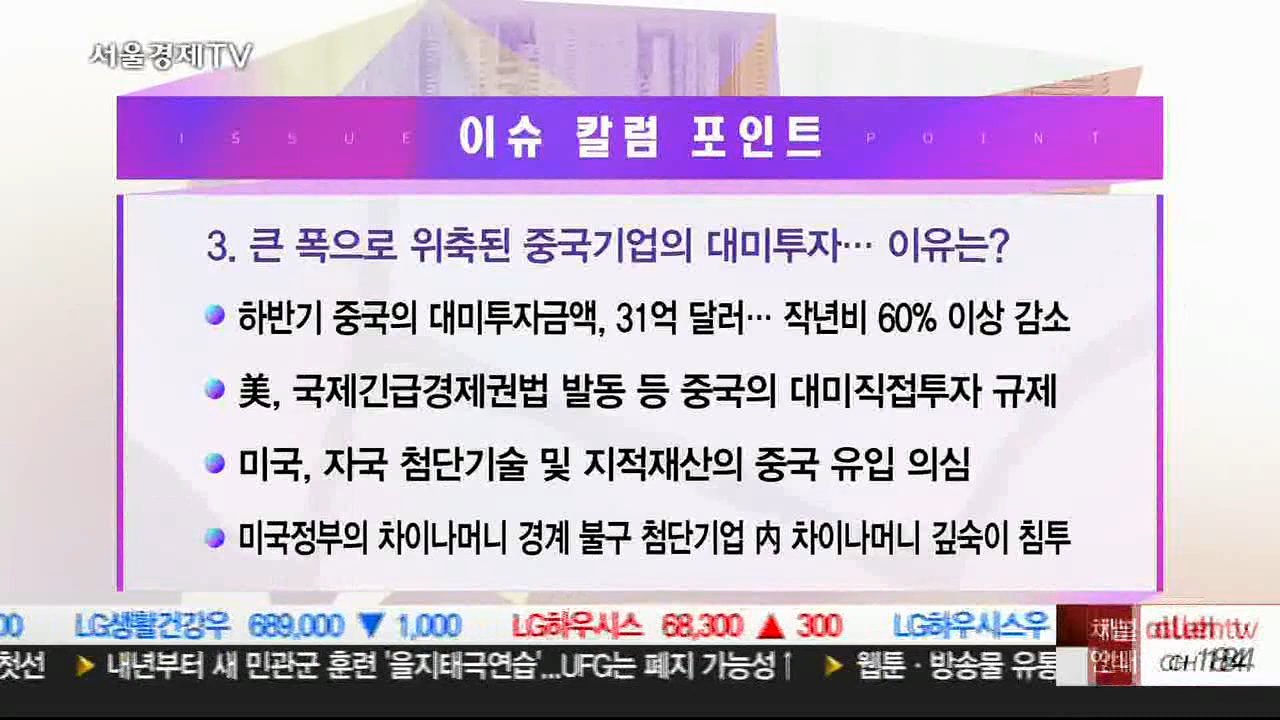 서울경제TV
ISSUE POINT
이슈 칼럼 포인트
3. 큰 폭으로 위축된 중국기업의 대미투자… 이유는?
하반기 중국의 대미투자금액, 31억 달러… 작년비 60% 이상 감소
美, 국제긴급경제권법 발동 등 중국의 대미직접투자 규제
미국, 자국 첨단기술 및 지적재산의 중국 유입 의심
미국정부의 차이나머니 경계 불구 첨단기업 內 차이나머니 깊숙이 침투
00 LG생활건강우 689,000 ▼ 1,000 LG하우시스 68,300 ▲ 300 LG하우시스우
채널
안내
첫선 ▶ 내년부터 새 민관군 훈련 '을지태극연습'...UFG는 폐지 가능성↑ ▶ 웹툰·방송물 유통